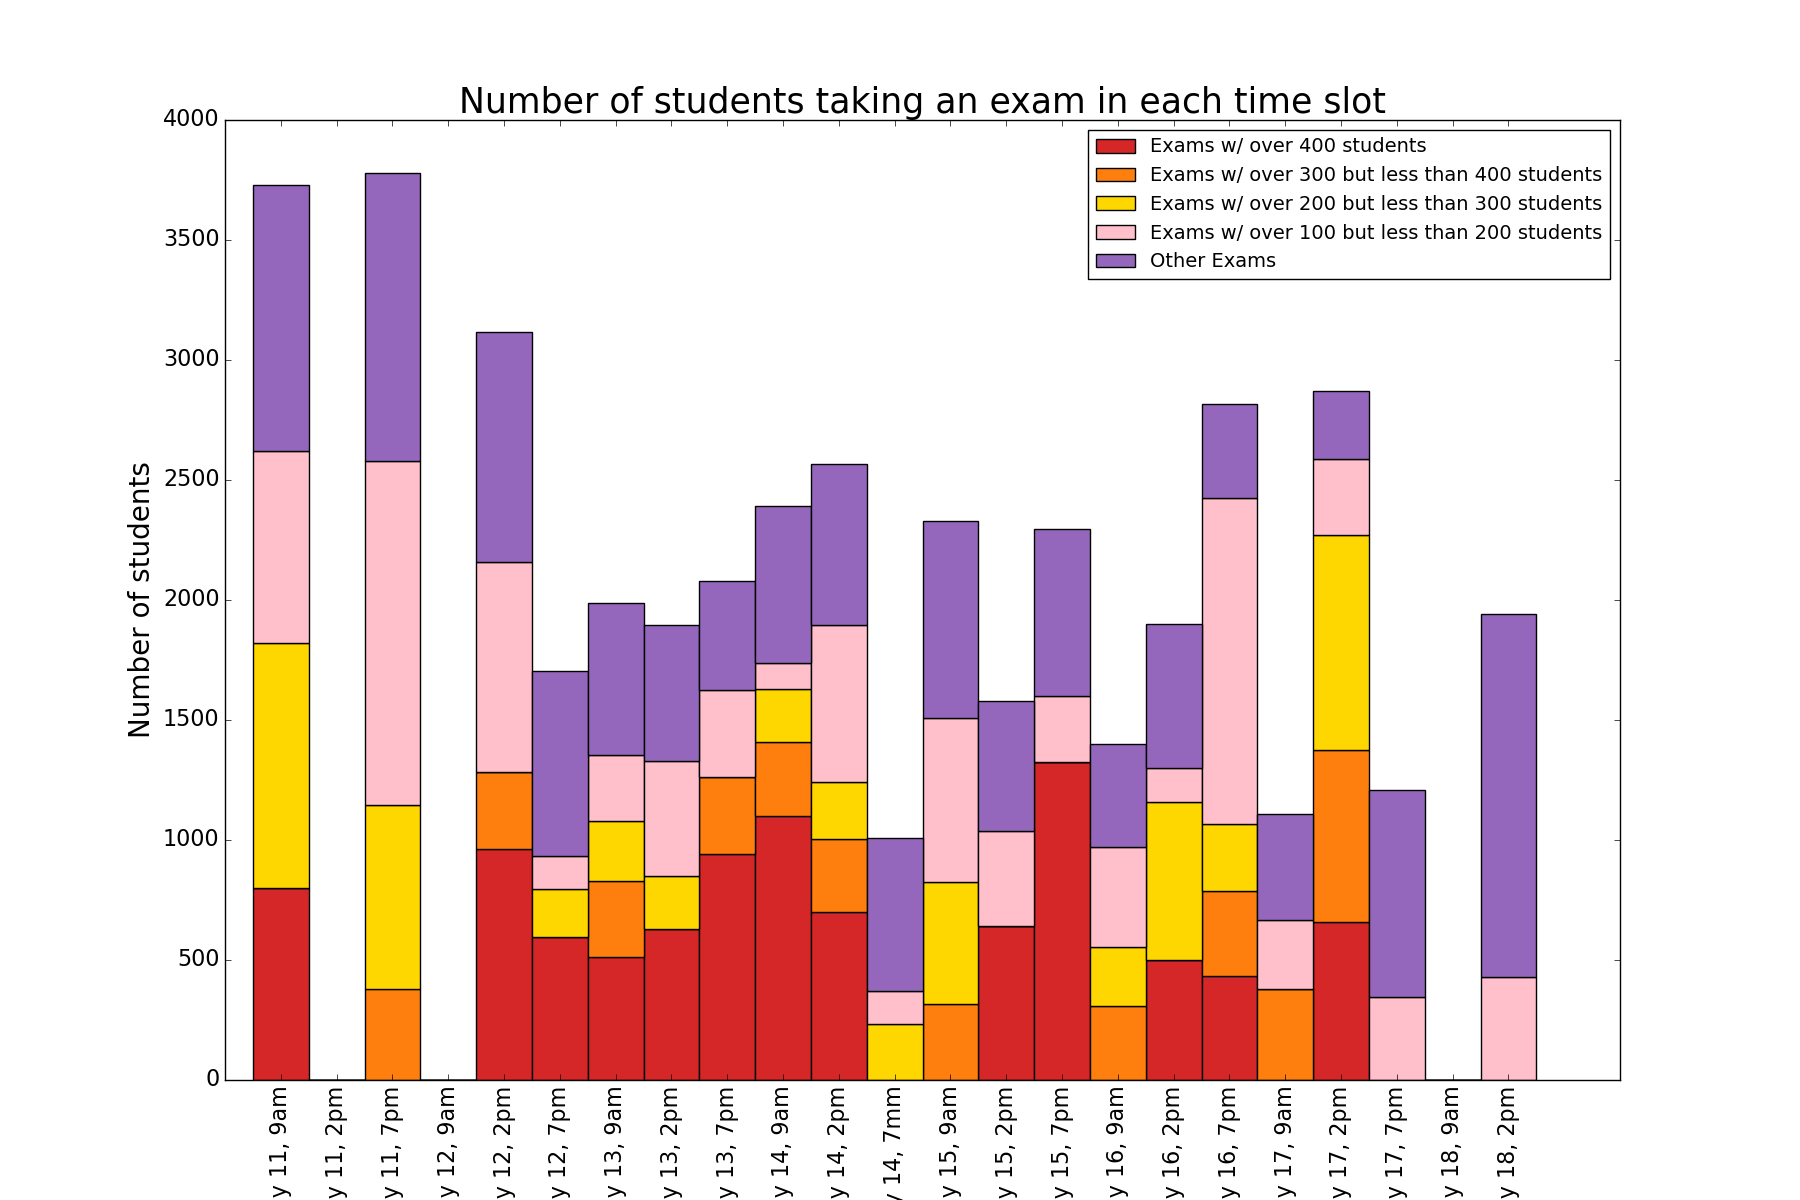 Number of students taking an exam in each time slot
4000
3500
3000
2500
2000
1500
1000
500
0
Number of students
Exams w/ over 400 students
Exams w/ over 300 but less than 400 students
Exams w/ over 200 but less than 300 students
Exams w/ over 100 but less than 200 students
Other Exams
y 11, 9am
y 11, 2pm
y 11, 7pm
y 12, 9am
y 12, 2pm
y 12, 7pm
y 13, 9am
y 13, 2pm
y 13, 7pm
y 14, 9am
y 14, 2pm
y 14, 7mm
y 15, 9am
y 15, 2pm
y 15, 7pm
y 16, 9am
y 16, 2pm
y 16, 7pm
y 17, 9am
y 17, 2pm
y 17, 7pm
y 18, 9am
y 18, 2pm